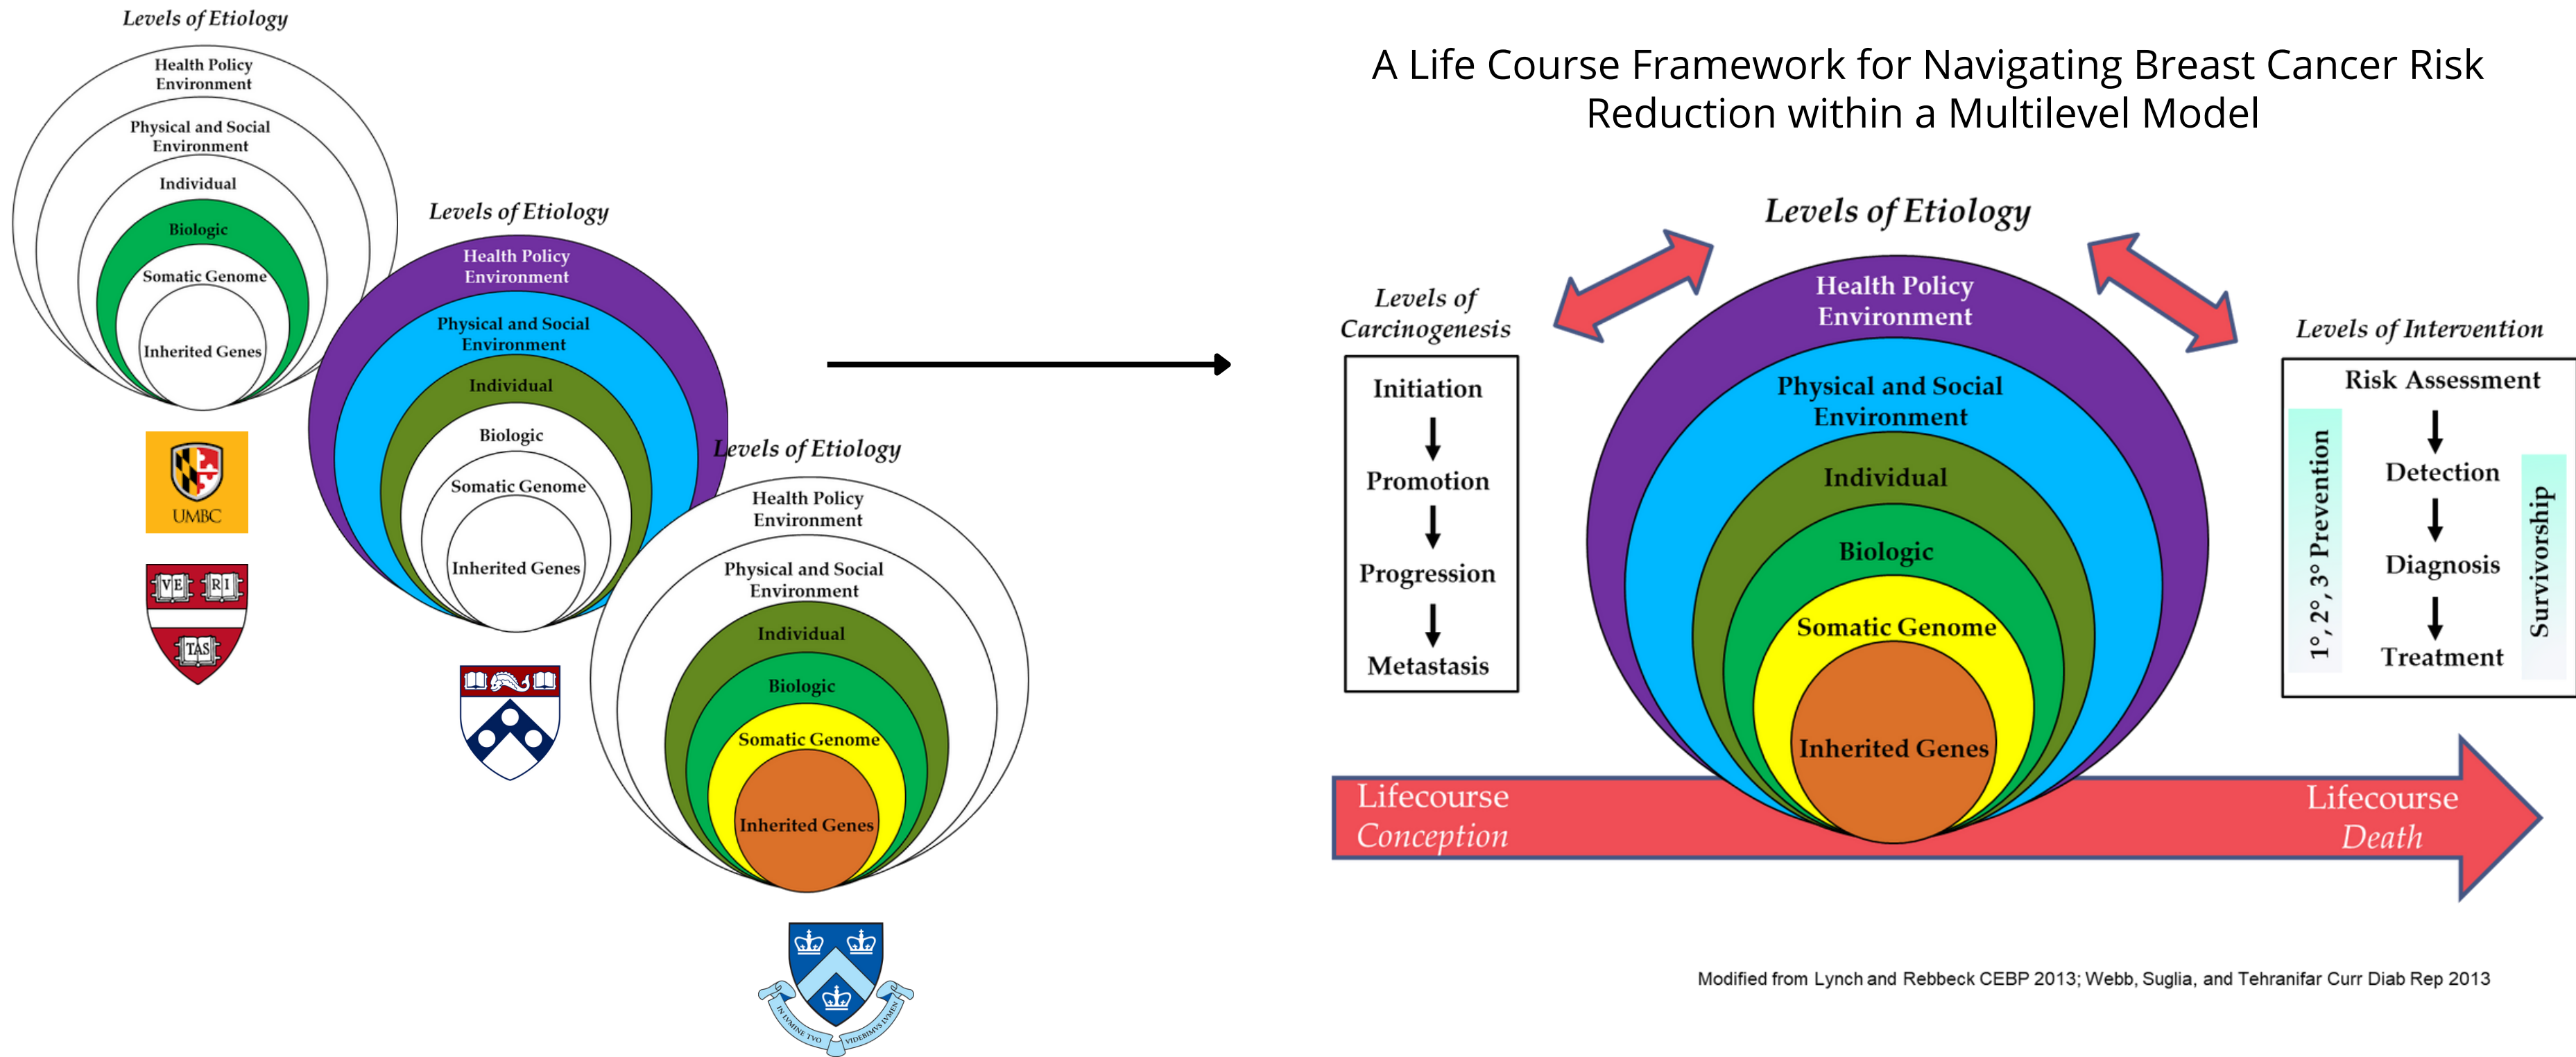 Levels of Etiology
Health Policy
Environment
Physical and Social
Environment
Individual
Biologic
Somatic Genome
Inherited Genes
UMBC
VE RI
TAS
Levels of Etiology
Health Policy
Environment
Physical and Social
Environment
Individual
Biologic
Somatic Genome
Inherited Genes
Levels of Etiology
Health Policy
Environment
Physical and Social
Environment
Individual
Biologic
Somatic Genome
Inherited Genes
IN LVMINE TVO VIDEBIMVS LVMEN
A Life Course Framework for Navigating Breast Cancer Risk
Reduction within a Multilevel Model
Levels of
Carcinogenesis
Initiation
Promotion
Progression
Metastasis
Levels of Etiology
Health Policy
Environment
Physical and Social
Environment
Individual
Biologic
Somatic Genome
Inherited Genes
Levels of Intervention
Risk Assessment
Detection
Diagnosis
Treatment
1°, 2°, 3° Prevention
Survivorship
Lifecourse
Conception
Lifecourse
Death
Modified from Lynch and Rebbeck CEBP 2013; Webb, Suglia, and Tehranifar Curr Diab Rep 2013